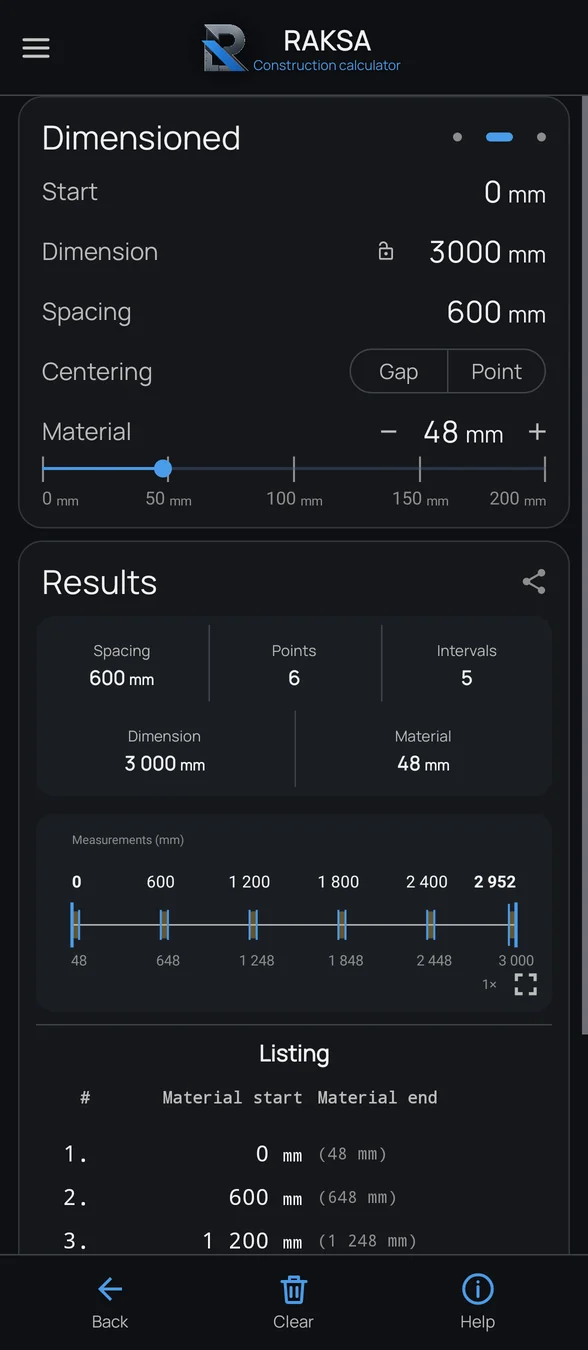 RAKSA
Construction calculator
Dimensioned
Start 0 mm
Dimension 3000 mm
Spacing 600 mm
Centering Gap Point
Material − 48 mm +
0 mm 50 mm 100 mm 150 mm 200 mm
Results
Spacing Points Intervals
600 mm 6 5
Dimension Material
3 000 mm 48 mm
Measurements (mm)
0 600 1 200 1 800 2 400 2 952
48 648 1 248 1 848 2 448 3 000
1×
Listing
# Material start Material end
1. 0 mm (48 mm)
2. 600 mm (648 mm)
3. 1 200 mm (1 248 mm)
Back Clear Help